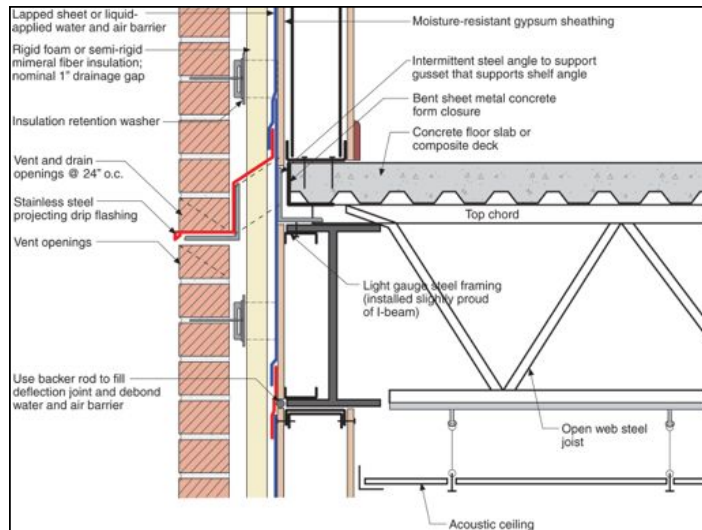 Lapped sheet or liquid-
applied water and air barrier
Rigid foam or semi-rigid
mimeral fiber insulation;
nominal 1" drainage gap
Insulation retention washer
Vent and drain
openings @ 24" o.c.
Stainless steel
projecting drip flashing
Vent openings
Use backer rod to fill
deflection joint and debond
water and air barrier
Moisture-resistant gypsum sheathing
Intermittent steel angle to support
gusset that supports shelf angle
Bent sheet metal concrete
form closure
Concrete floor slab or
composite deck
Top chord
Light gauge steel framing
(installed slightly proud
of I-beam)
Open web steel
joist
Acoustic ceiling